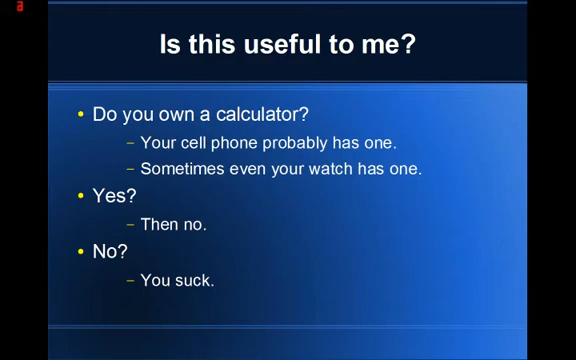 a
Is this useful to me?
• Do you own a calculator?
– Your cell phone probably has one.
– Sometimes even your watch has one.
• Yes?
– Then no.
• No?
– You suck.